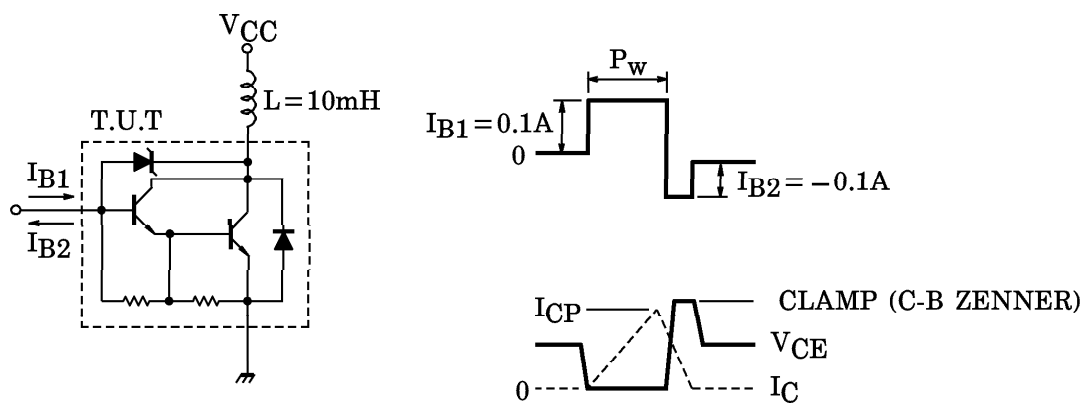 VCC
L=10mH
T.U.T
IB1
IB2
PW
IB1=0.1A
0
IB2=−0.1A
ICP
CLAMP (C-B ZENNER)
VCE
0
IC